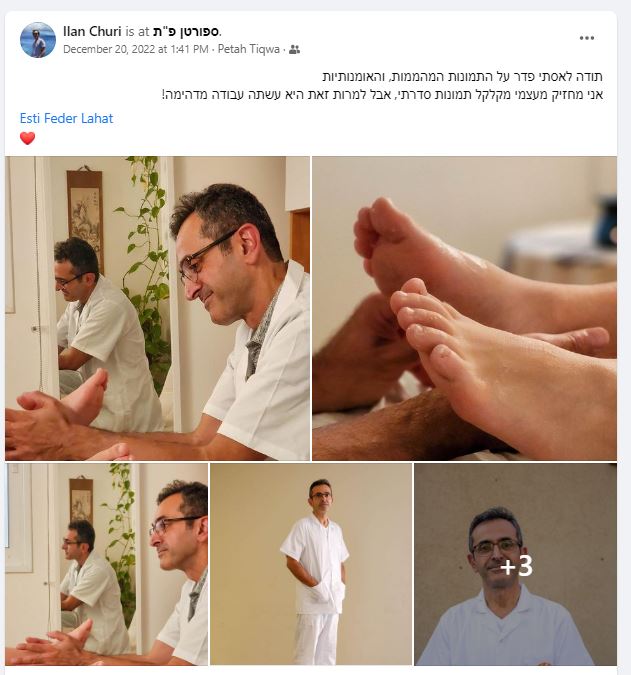 Ilan Churi is at ספורטן פ"ת.
December 20, 2022 at 1:41 PM · Petah Tiqwa ·
תודה לאסתי פדר על התמונות המהממות, והאומנותיות
אני מחזיק מעצמי מקלקל תמונות סדרתי, אבל למרות זאת היא עשתה עבודה מדהימה!
Esti Feder Lahat
+3